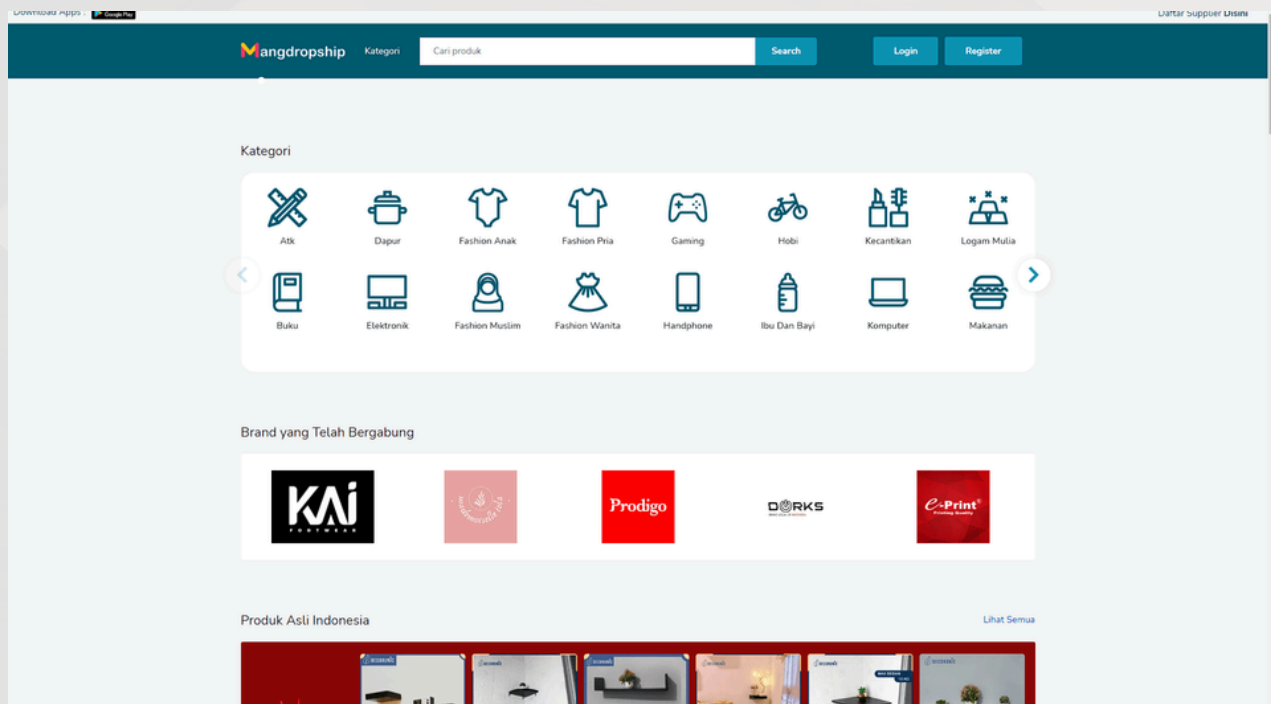 Download Apps :
Google Play
Daftar Supplier Disini
Mangdropship
Kategori
Cari produk
Search
Login
Register
Kategori
Atk
Dapur
Fashion Anak
Fashion Pria
Gaming
Hobi
Kecantikan
Logam Mulia
Buku
Elektronik
Fashion Muslim
Fashion Wanita
Handphone
Ibu Dan Bayi
Komputer
Makanan
Brand yang Telah Bergabung
KAi
FOOTWEAR
Prodigo
DORKS
e-Print
Printing Quality
Produk Asli Indonesia
Lihat Semua